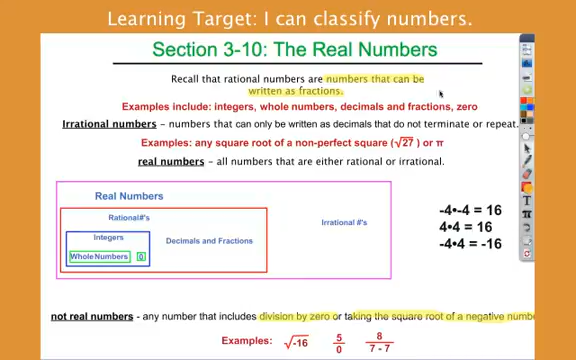 Learning Target: I can classify numbers.
Section 3-10: The Real Numbers
Recall that rational numbers are numbers that can be
written as fractions.
Examples include: integers, whole numbers, decimals and fractions, zero
Irrational numbers – numbers that can only be written as decimals that do not terminate or repeat.
Examples: any square root of a non-perfect square (√27 ) or π
real numbers – all numbers that are either rational or irrational.
Real Numbers
Rational#'s
Irrational #'s
Integers
Decimals and Fractions
Whole Numbers 0
-4•-4 = 16
4•4 = 16
-4•4 = -16
not real numbers - any number that includes division by zero or taking the square root of a negative numbe
Examples: √-16 5/0 8/(7 - 7)
T
π